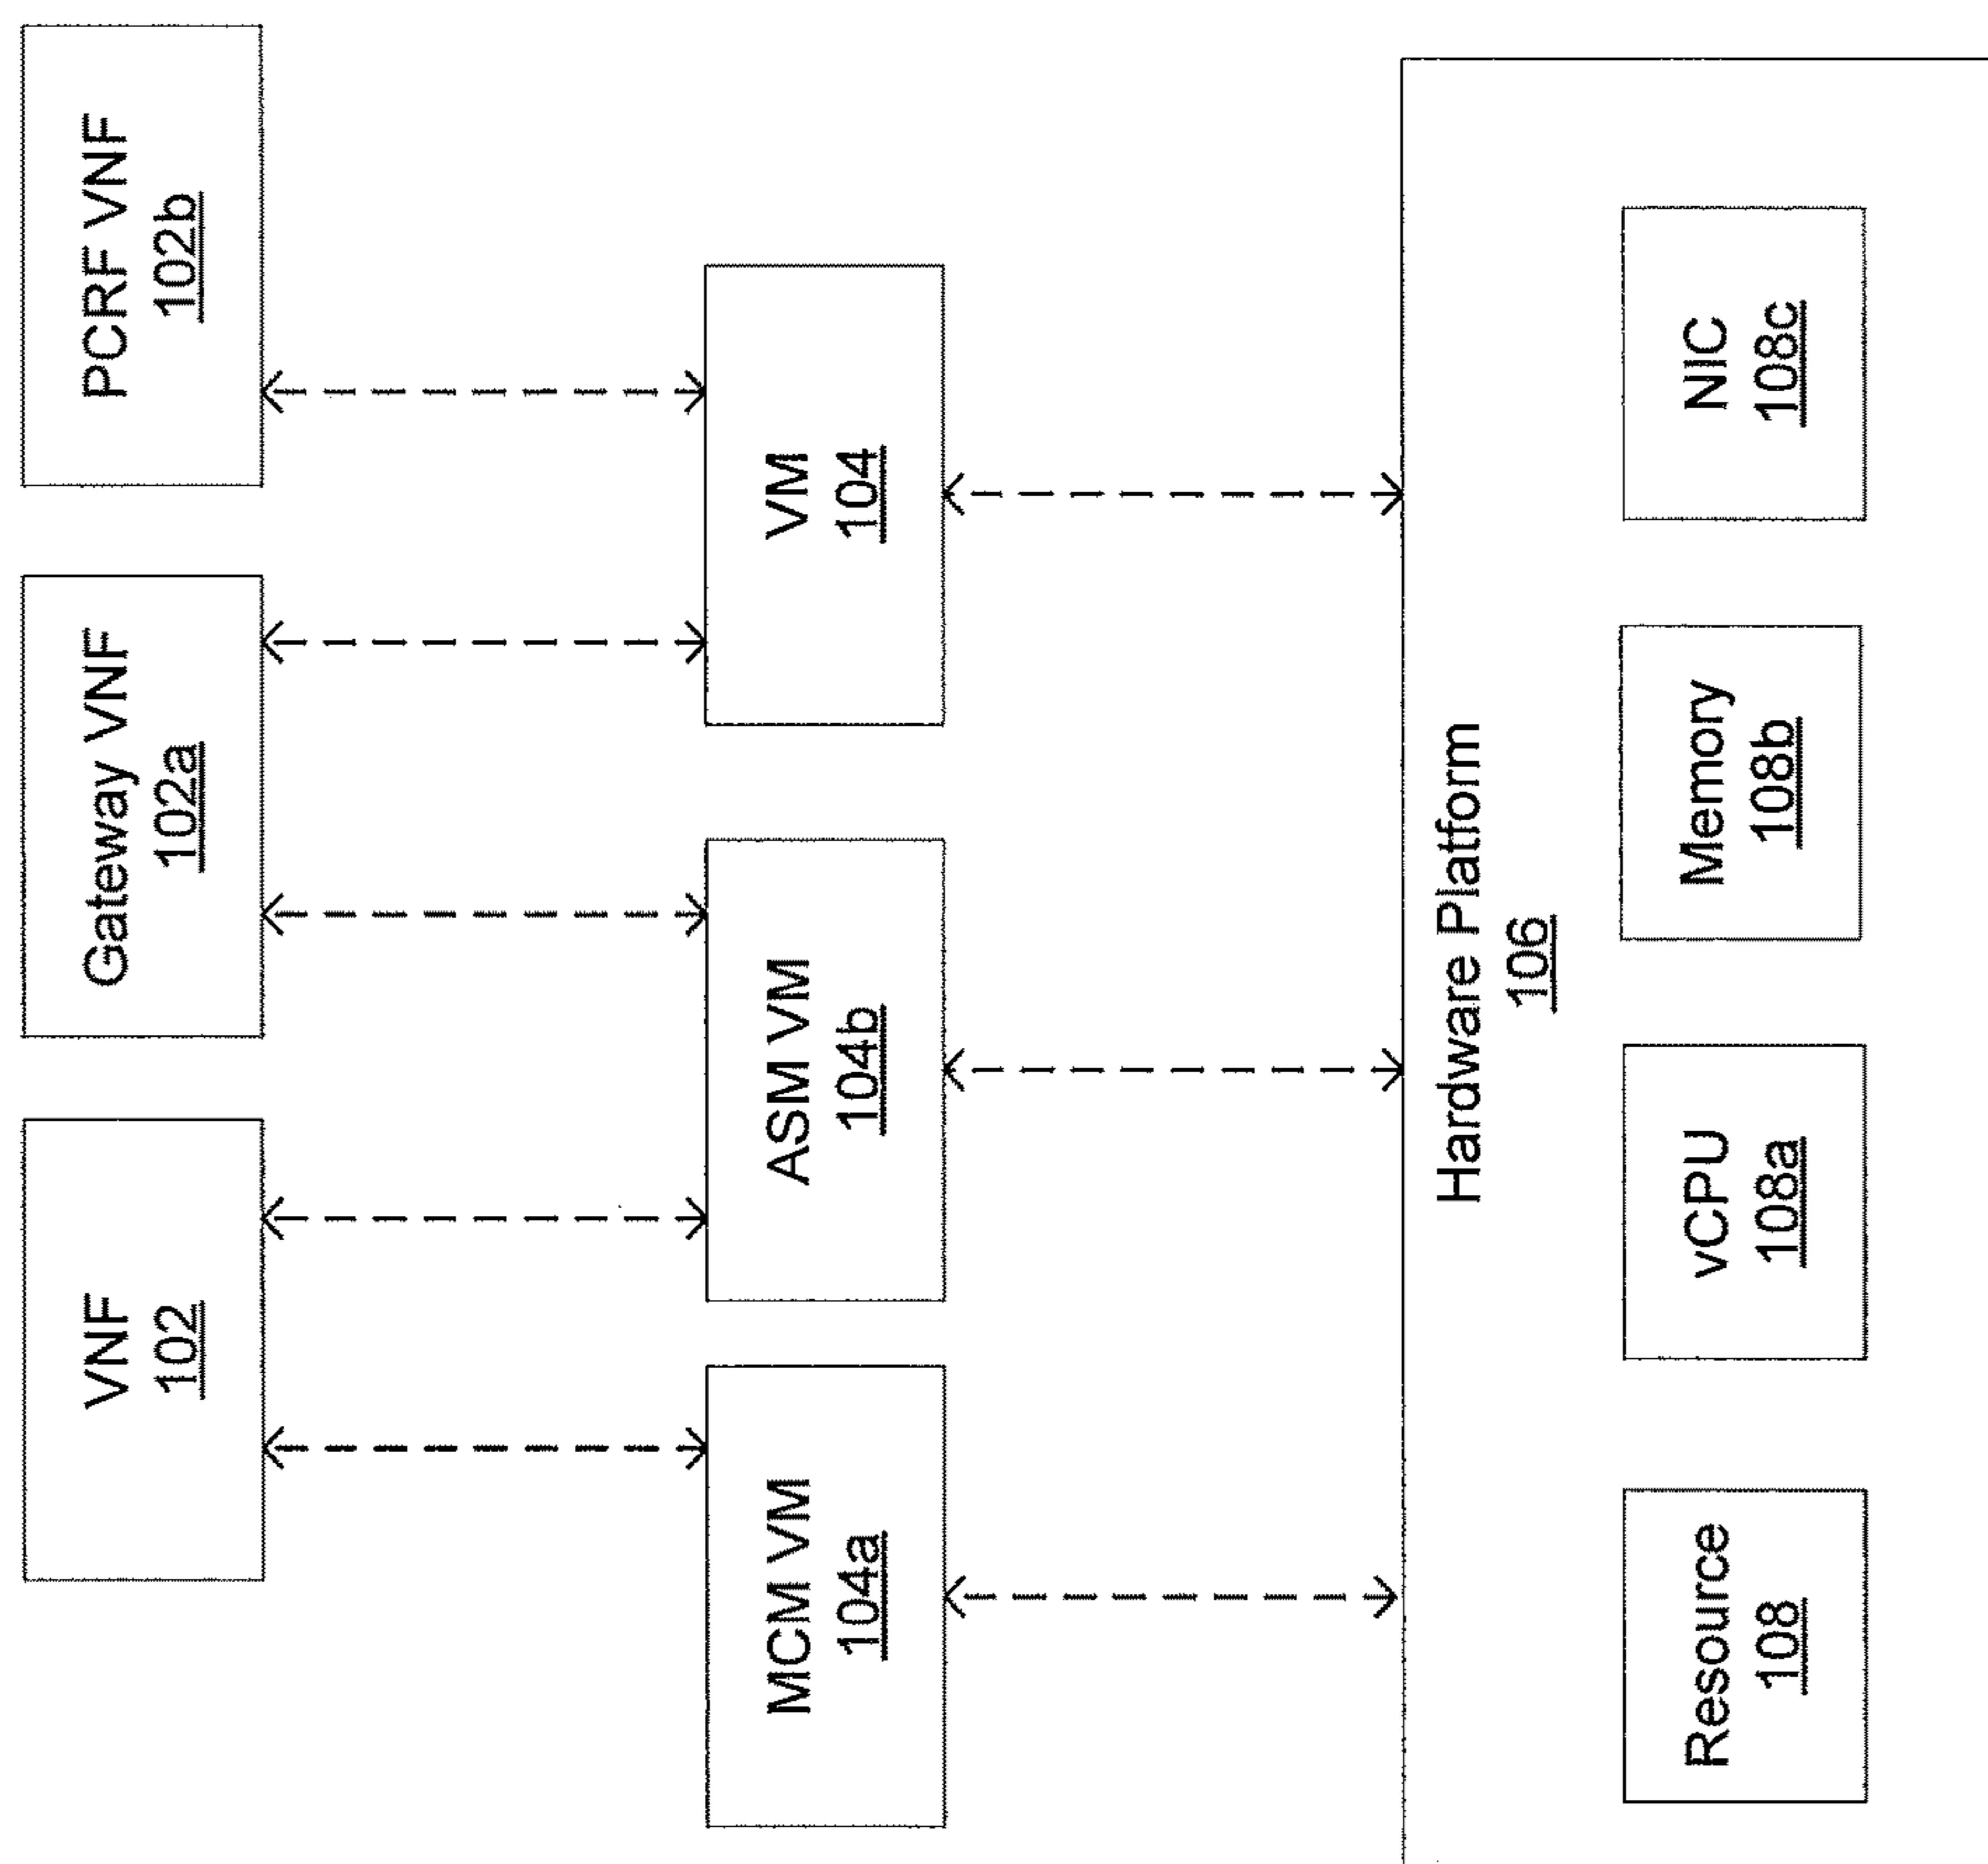 VNF
102
Gateway VNF
102a
PCRF VNF
102b
MCM VM
104a
ASM VM
104b
VM
104
Hardware Platform
106
Resource
108
vCPU
108a
Memory
108b
NIC
108c